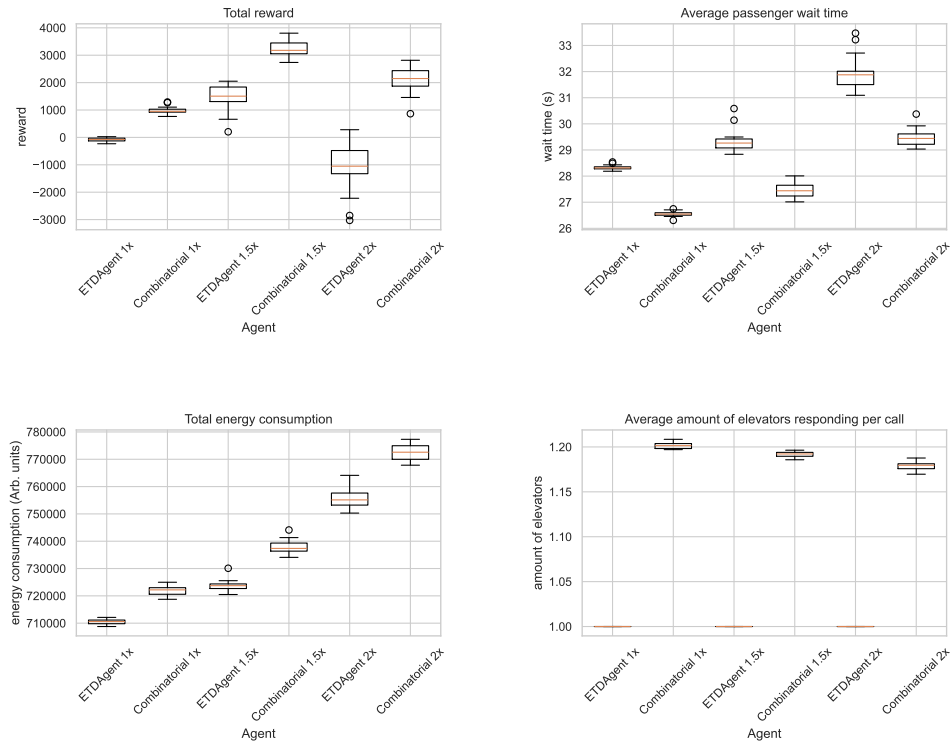 Total reward
4000
3000
2000
1000
0
−1000
−2000
−3000
reward
ETDAgent 1x
Combinatorial 1x
ETDAgent 1.5x
Combinatorial 1.5x
ETDAgent 2x
Combinatorial 2x
Agent
Average passenger wait time
33
32
31
30
29
28
27
26
wait time (s)
ETDAgent 1x
Combinatorial 1x
ETDAgent 1.5x
Combinatorial 1.5x
ETDAgent 2x
Combinatorial 2x
Agent
Total energy consumption
780000
770000
760000
750000
740000
730000
720000
710000
energy consumption (Arb. units)
ETDAgent 1x
Combinatorial 1x
ETDAgent 1.5x
Combinatorial 1.5x
ETDAgent 2x
Combinatorial 2x
Agent
Average amount of elevators responding per call
1.20
1.15
1.10
1.05
1.00
amount of elevators
ETDAgent 1x
Combinatorial 1x
ETDAgent 1.5x
Combinatorial 1.5x
ETDAgent 2x
Combinatorial 2x
Agent